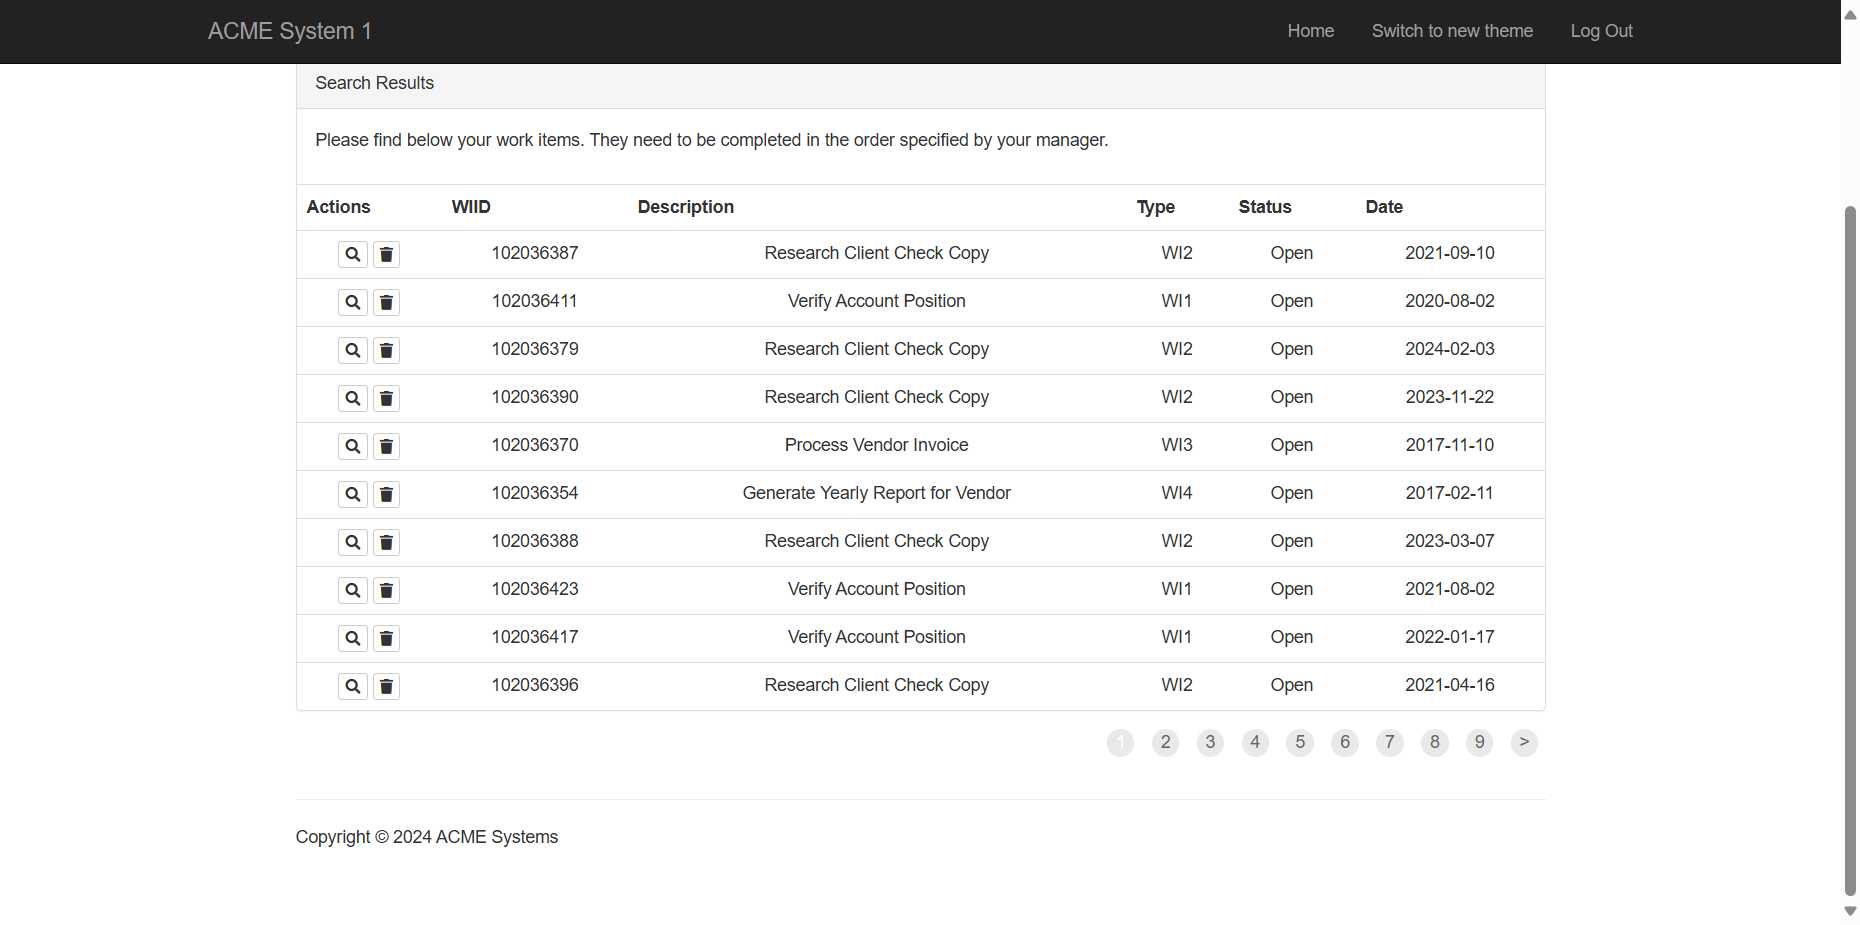 ACME System 1 Home Switch to new theme Log Out
Search Results
Please find below your work items. They need to be completed in the order specified by your manager.
Actions WIID Description Type Status Date
102036387 Research Client Check Copy WI2 Open 2021-09-10
102036411 Verify Account Position WI1 Open 2020-08-02
102036379 Research Client Check Copy WI2 Open 2024-02-03
102036390 Research Client Check Copy WI2 Open 2023-11-22
102036370 Process Vendor Invoice WI3 Open 2017-11-10
102036354 Generate Yearly Report for Vendor WI4 Open 2017-02-11
102036388 Research Client Check Copy WI2 Open 2023-03-07
102036423 Verify Account Position WI1 Open 2021-08-02
102036417 Verify Account Position WI1 Open 2022-01-17
102036396 Research Client Check Copy WI2 Open 2021-04-16
1 2 3 4 5 6 7 8 9 >
Copyright © 2024 ACME Systems